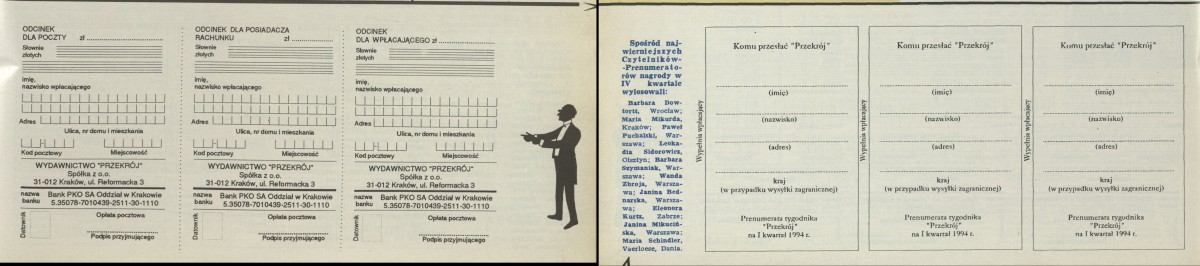 ODCINEK
DLA POCZTY zł
Słownie
złotych
imię,
nazwisko wpłacającego
Adres
Ulica, nr domu i mieszkania
Kod pocztowy Miejscowość
WYDAWNICTWO "PRZEKRÓJ"
Spółka z o.o.
31-012 Kraków, ul. Reformacka 3
nazwa banku Bank PKO SA Oddział w Krakowie
5.35078-7010439-2511-30-1110
Datownik
Opłata pocztowa
Podpis przyjmującego
ODCINEK DLA POSIADACZA
RACHUNKU zł
Słownie
złotych
imię,
nazwisko wpłacającego
Adres
Ulica, nr domu i mieszkania
Kod pocztowy Miejscowość
WYDAWNICTWO "PRZEKRÓJ"
Spółka z o.o.
31-012 Kraków, ul. Reformacka 3
nazwa banku Bank PKO SA Oddział w Krakowie
5.35078-7010439-2511-30-1110
Datownik
Opłata pocztowa
Podpis przyjmującego
ODCINEK
DLA WPŁACAJĄCEGO zł
Słownie
złotych
imię,
nazwisko wpłacającego
Adres
Ulica, nr domu i mieszkania
Kod pocztowy Miejscowość
WYDAWNICTWO "PRZEKRÓJ"
Spółka z o.o.
31-012 Kraków, ul. Reformacka 3
nazwa banku Bank PKO SA Oddział w Krakowie
5.35078-7010439-2511-30-1110
Datownik
Opłata pocztowa
Podpis przyjmującego
Spośród naj-
wierniejszych
Czytelników-
-Prenumerato-
rów nagrody w
IV kwartale
wylosowali:
Barbara Dow-
tort, Wrocław;
Maria Mikurda,
Kraków; Paweł
Puchalski, War-
szawa; Leoka-
dia Sidorowicz,
Olsztyn; Barbara
Szymaniak, War-
szawa; Wanda
Zbroja, Warsza-
wa; Janina Bed-
narska, Warsza-
wa; Eleonora
Kurtz, Zabrze;
Janina Mikuciń-
ska, Warszawa;
Maria Schindler,
Vaerloese, Dania.
Wypełnia wpłacający
Komu przesłać "Przekrój"
(imię)
(nazwisko)
(adres)
kraj
(w przypadku wysyłki zagranicznej)
Prenumerata tygodnika
"Przekrój"
na I kwartał 1994 r.
Wypełnia wpłacający
Komu przesłać "Przekrój"
(imię)
(nazwisko)
(adres)
kraj
(w przypadku wysyłki zagranicznej)
Prenumerata tygodnika
"Przekrój"
na I kwartał 1994 r.
Wypełnia wpłacający
Komu przesłać "Przekrój"
(imię)
(nazwisko)
(adres)
kraj
(w przypadku wysyłki zagranicznej)
Prenumerata tygodnika
"Przekrój"
na I kwartał 1994 r.